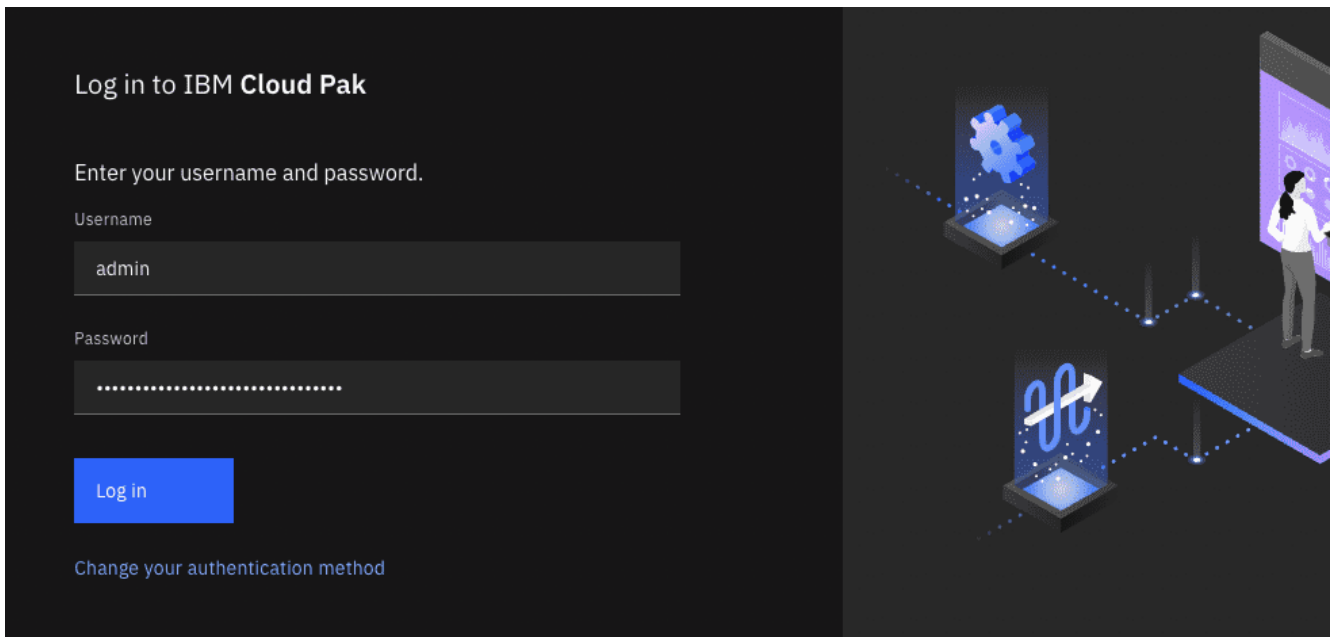 Log in to IBM Cloud Pak
Enter your username and password.
Username
admin
Password
••••••••••••••••••••••••••••••••
Log in
Change your authentication method